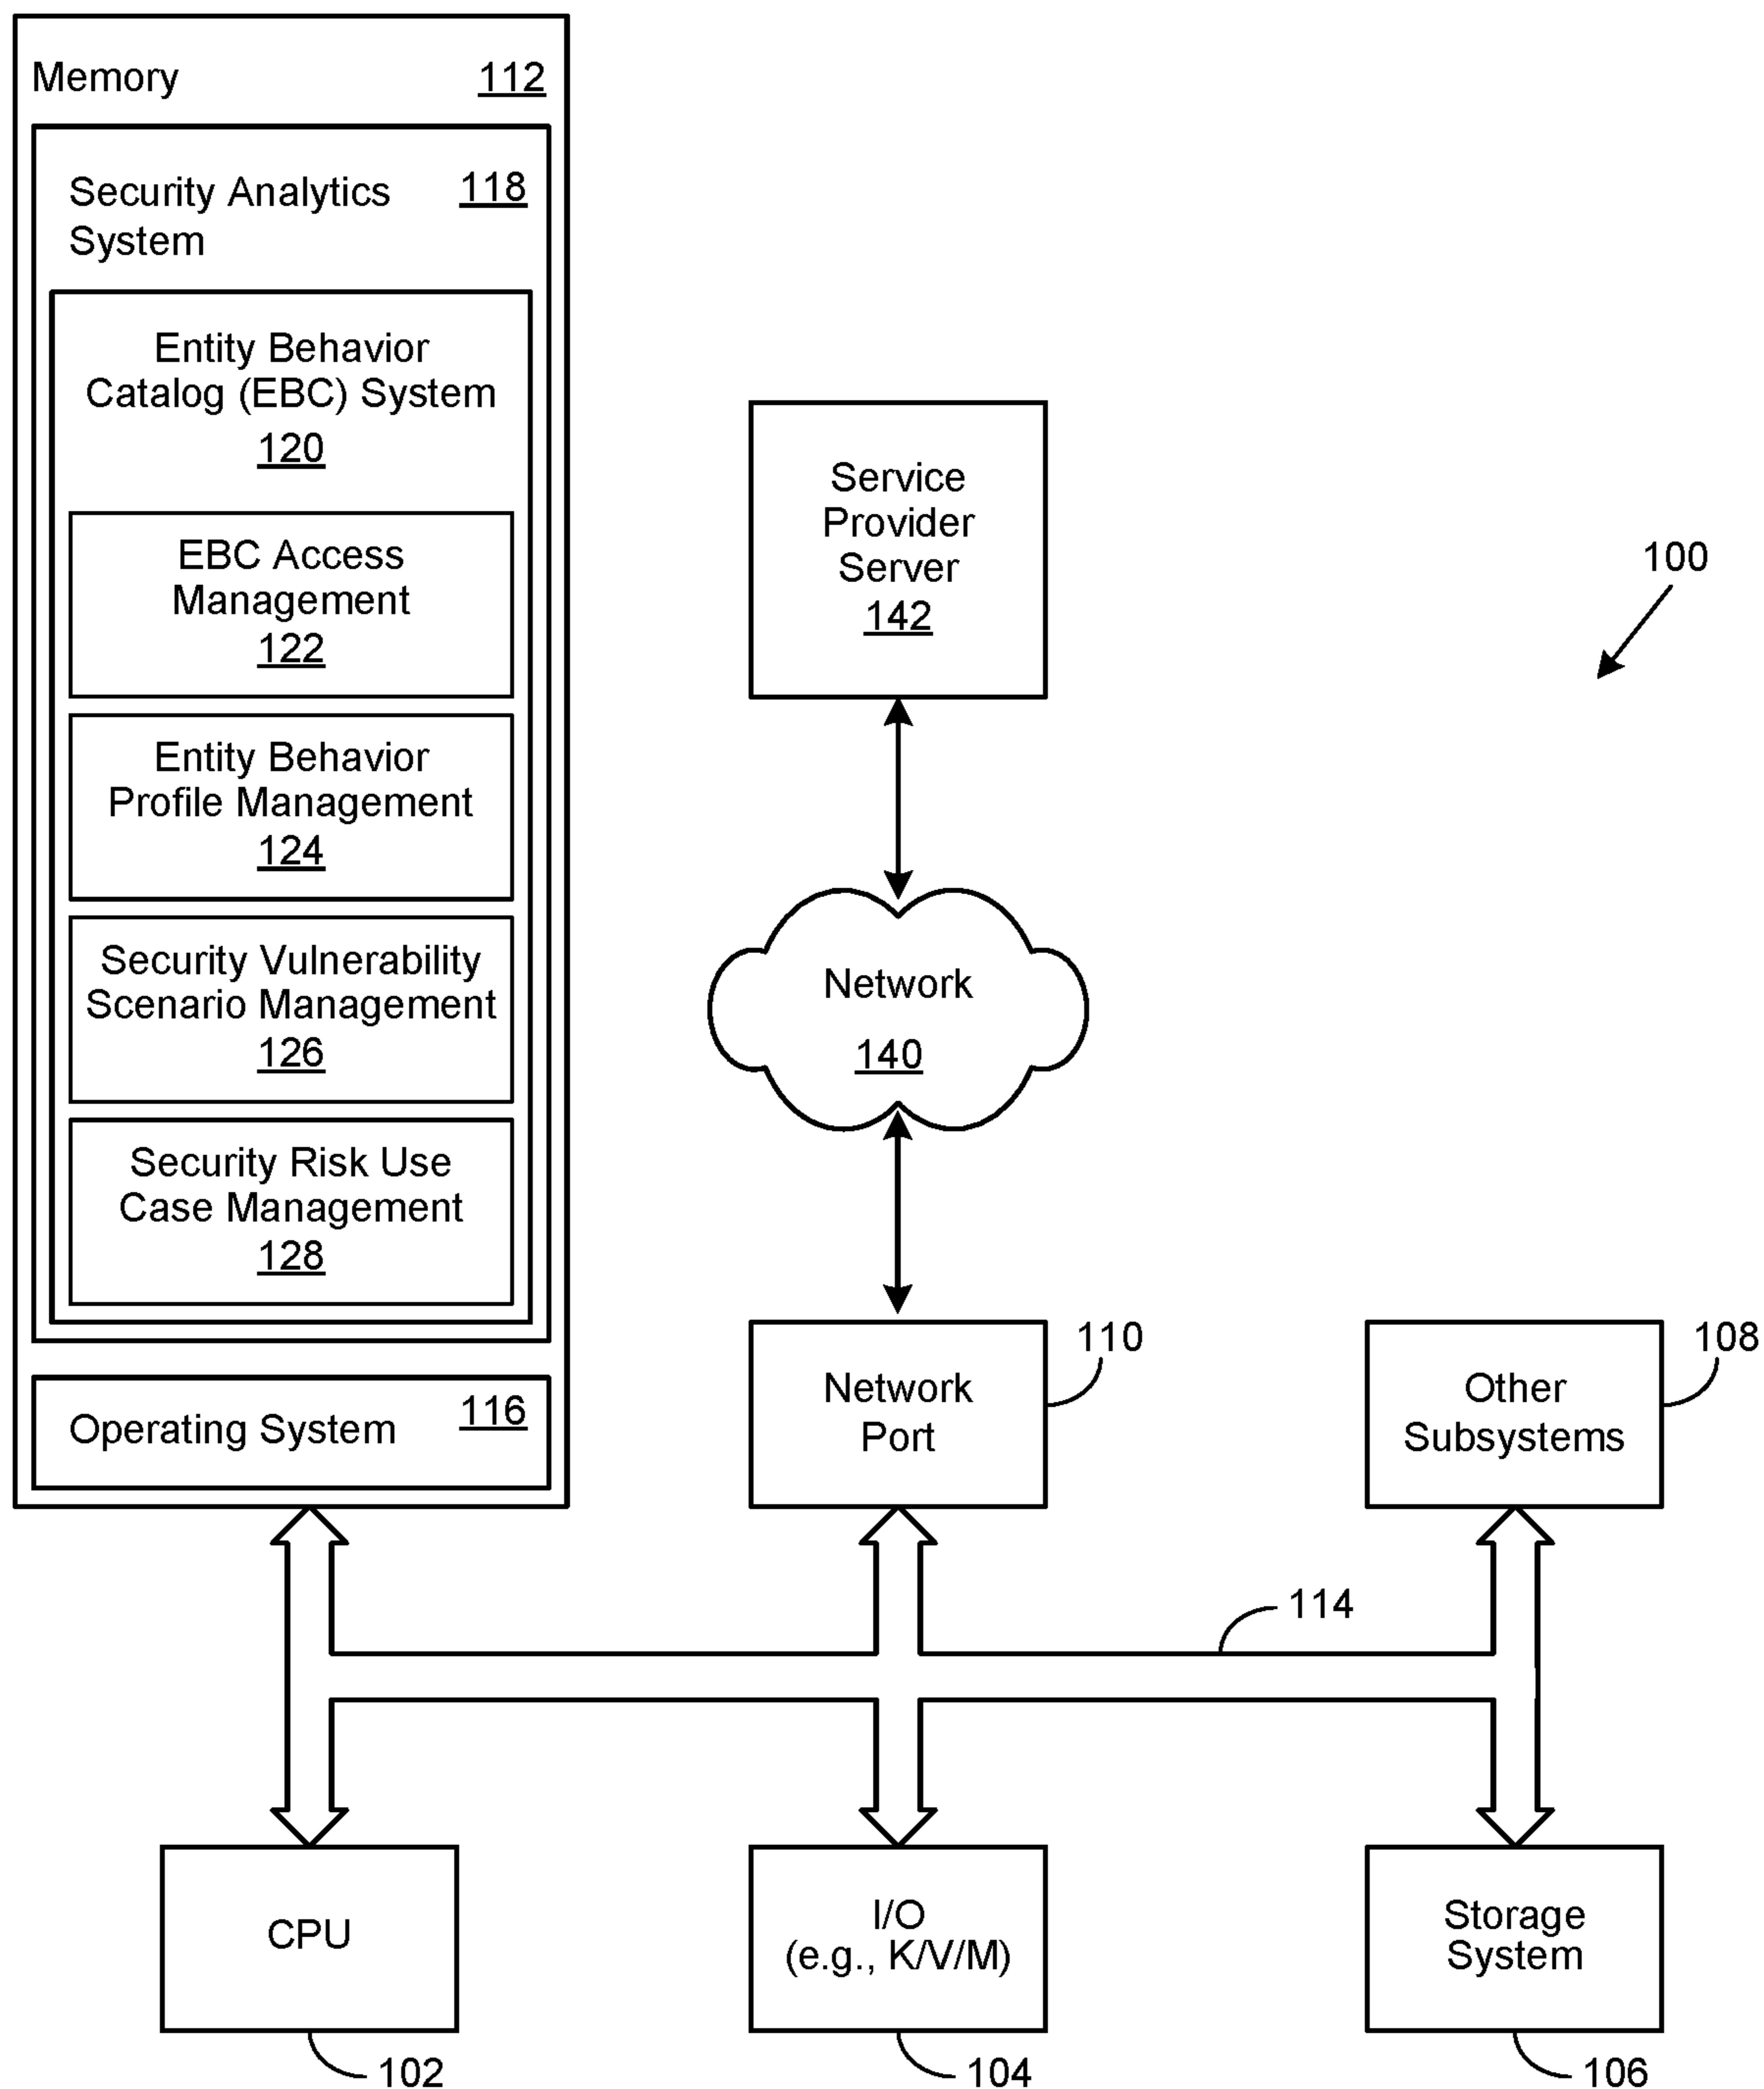 Memory 112
Security Analytics 118
System
Entity Behavior
Catalog (EBC) System
120
EBC Access
Management
122
Entity Behavior
Profile Management
124
Security Vulnerability
Scenario Management
126
Security Risk Use
Case Management
128
Operating System 116
Service
Provider
Server
142
100
Network
140
Network
Port
110
Other
Subsystems
108
114
CPU
102
I/O
(e.g., K/V/M)
104
Storage
System
106